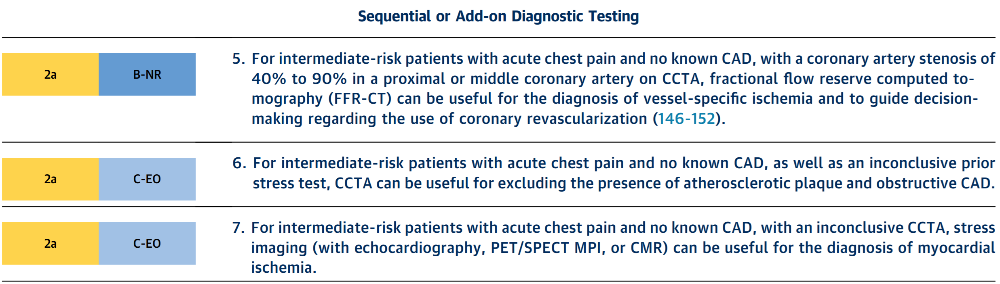 Sequential or Add-on Diagnostic Testing
2a B-NR 5. For intermediate-risk patients with acute chest pain and no known CAD, with a coronary artery stenosis of
40% to 90% in a proximal or middle coronary artery on CCTA, fractional flow reserve computed to-
mography (FFR-CT) can be useful for the diagnosis of vessel-specific ischemia and to guide decision-
making regarding the use of coronary revascularization (146-152).
2a C-EO 6. For intermediate-risk patients with acute chest pain and no known CAD, as well as an inconclusive prior
stress test, CCTA can be useful for excluding the presence of atherosclerotic plaque and obstructive CAD.
2a C-EO 7. For intermediate-risk patients with acute chest pain and no known CAD, with an inconclusive CCTA, stress
imaging (with echocardiography, PET/SPECT MPI, or CMR) can be useful for the diagnosis of myocardial
ischemia.